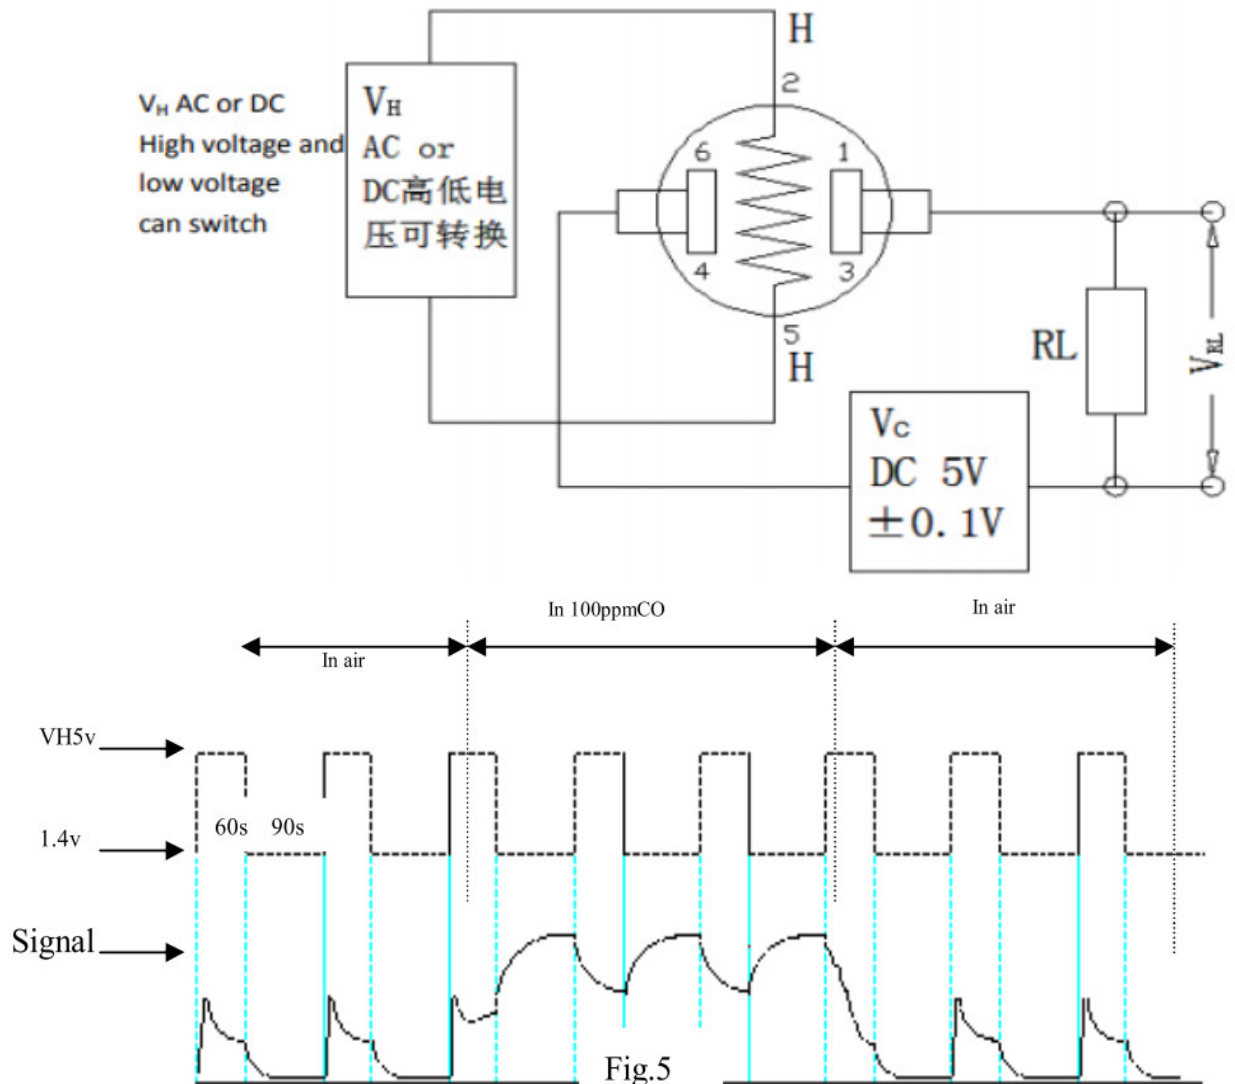 H
2
V_H AC or DC
High voltage and
low voltage
can switch
VH
AC or
DC高低电
压可转换
6
1
4
3
5
H
RL
VRL
Vc
DC 5V
±0.1V
In 100ppmCO
In air
In air
VH5v
60s
90s
1.4v
Signal
Fig.5